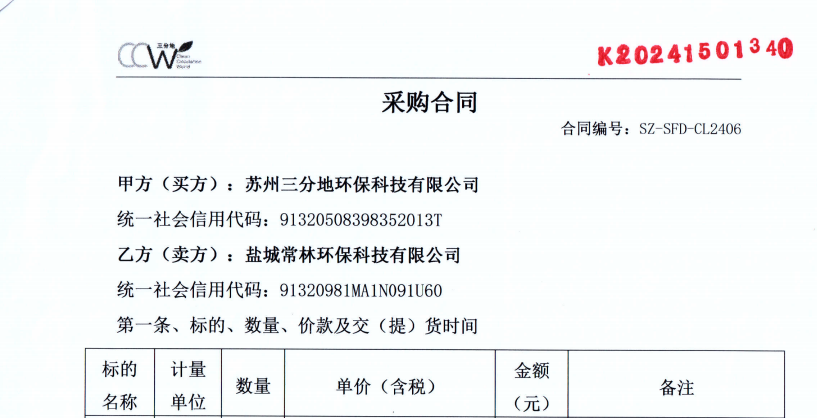 CCW
三分地
Clean
Conservation
World
K20241501340
采购合同
合同编号：SZ-SFD-CL2406
甲方（买方）：苏州三分地环保科技有限公司
统一社会信用代码：91320508398352013T
乙方（卖方）：盐城常林环保科技有限公司
统一社会信用代码：91320981MA1N091U60
第一条、标的、数量、价款及交（提）货时间
标的名称 计量单位 数量 单价（含税） 金额（元） 备注